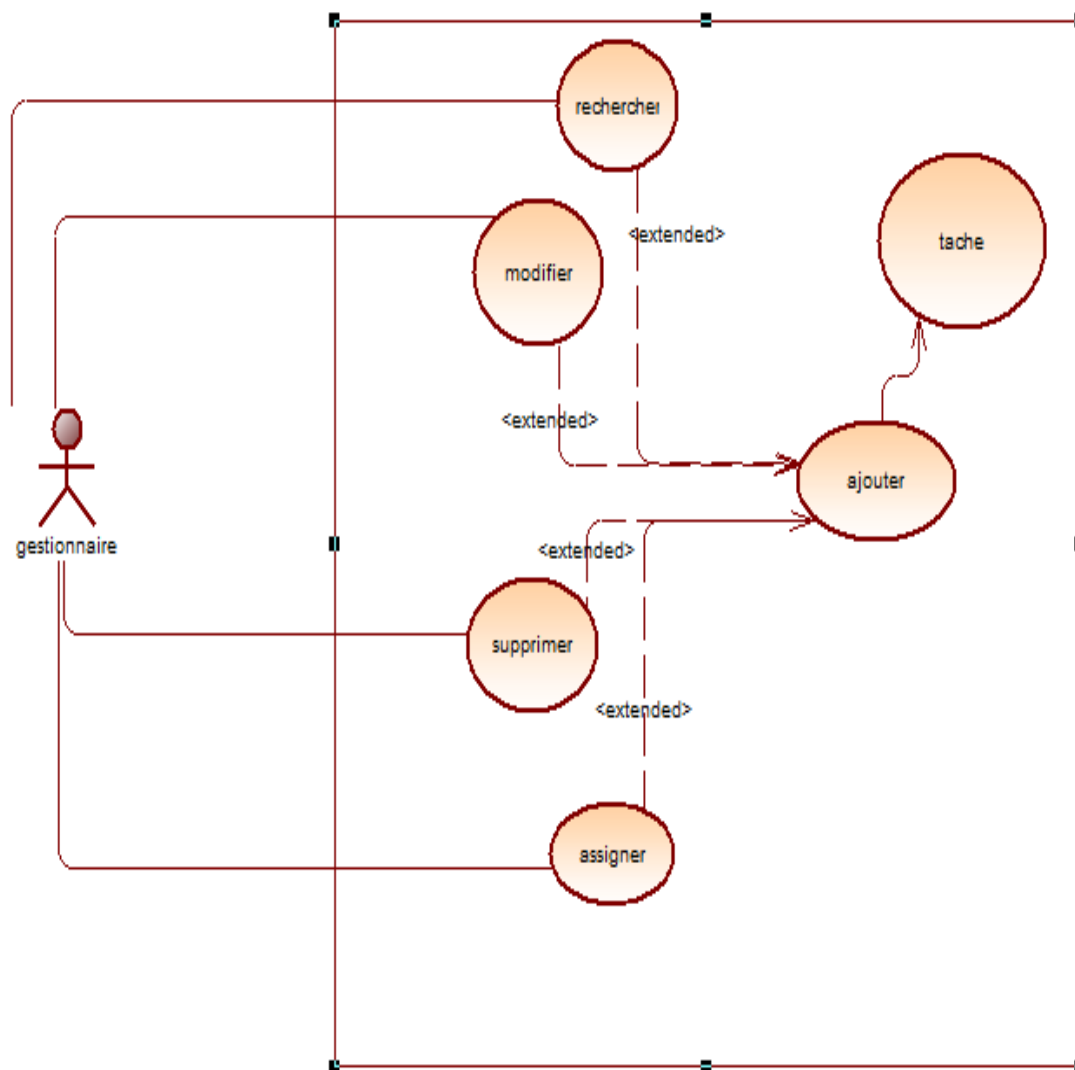 rechercher
<extended>
tache
modifier
<extended>
ajouter
gestionnaire
<extended>
supprimer
<extended>
assigner